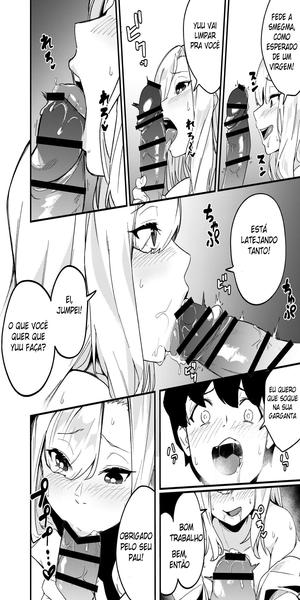 FEDE A
SMEGMA,
COMO
ESPERADO
DE UM
VIRGEM!
YUU VAI
LIMPAR
PRA VOCÊ
ESTÁ
LATEJANDO
TANTO!
EI,
JUMPEI!
O QUE VOCÊ
QUER QUE
YUU FAÇA?
EU QUERO
QUE SOQUE
NA SUA
GARGANTA
BOM
TRABALHO
BEM,
ENTÃO
OBRIGADO
PELO SEU
PAU!